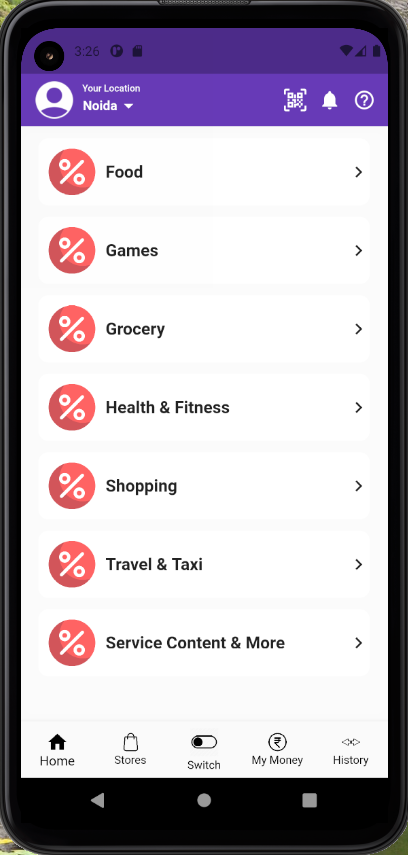 3:26
Your Location
Noida
Food
Games
Grocery
Health & Fitness
Shopping
Travel & Taxi
Service Content & More
Home
Stores
Switch
My Money
History